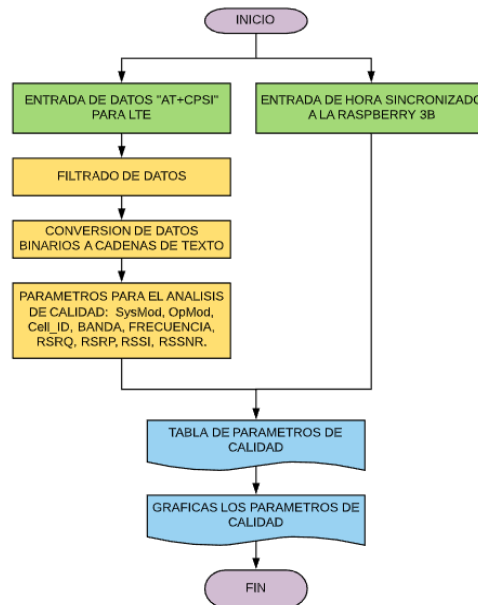 INICIO
ENTRADA DE DATOS "AT+CPSI"
PARA LTE
ENTRADA DE HORA SINCRONIZADO
A LA RASPBERRY 3B
FILTRADO DE DATOS
CONVERSION DE DATOS
BINARIOS A CADENAS DE TEXTO
PARAMETROS PARA EL ANALISIS
DE CALIDAD: SysMod, OpMod,
Cell_ID, BANDA, FRECUENCIA,
RSRQ, RSRP, RSSI, RSSNR.
TABLA DE PARAMETROS DE
CALIDAD
GRAFICAS LOS PARAMETROS DE
CALIDAD
FIN